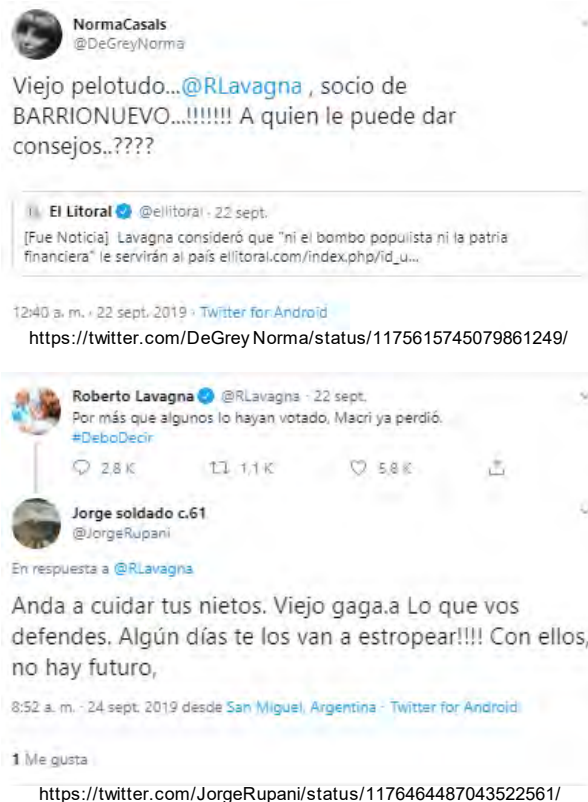 NormaCasals
@DeGreyNorma
Viejo pelotudo...@RLavagna , socio de
BARRIONUEVO...!!!!!!! A quien le puede dar
consejos..????
El Litoral @ellitoral · 22 sept.
[Fue Noticia] Lavagna consideró que "ni el bombo populista ni la patria
financiera" le servirán al país ellitoral.com/index.php/id_u...
12:40 a. m. · 22 sept. 2019 · Twitter for Android
https://twitter.com/DeGreyNorma/status/1175615745079861249/
Roberto Lavagna @RLavagna · 22 sept.
Por más que algunos lo hayan votado, Macri ya perdió.
#DeboDecir
2,8 K 1,1 K 5,8 K
Jorge soldado c.61
@JorgeRupani
En respuesta a @RLavagna
Anda a cuidar tus nietos. Viejo gaga.a Lo que vos
defendes. Algún días te los van a estropear!!!! Con ellos,
no hay futuro,
8:52 a. m. · 24 sept. 2019 desde San Miguel, Argentina · Twitter for Android
1 Me gusta
https://twitter.com/JorgeRupani/status/1176464487043522561/